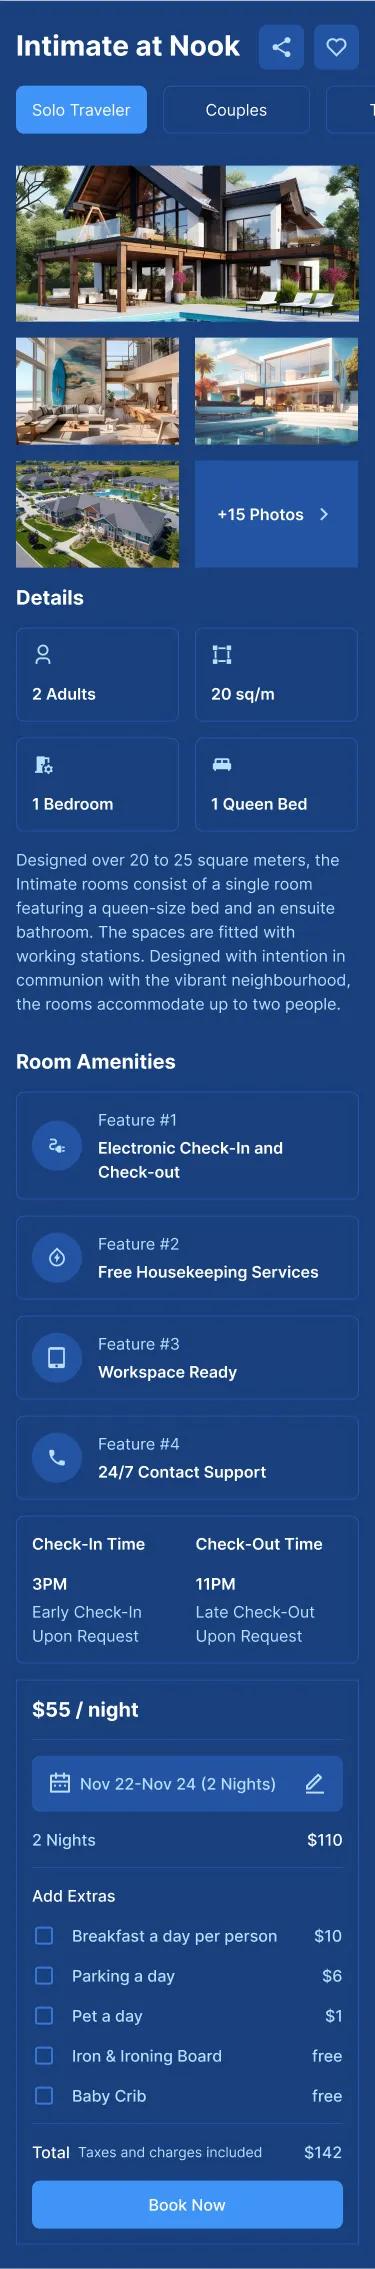 Intimate at Nook
Solo Traveler
Couples
T
+15 Photos
Details
2 Adults
20 sq/m
1 Bedroom
1 Queen Bed
Designed over 20 to 25 square meters, the
Intimate rooms consist of a single room
featuring a queen-size bed and an ensuite
bathroom. The spaces are fitted with
working stations. Designed with intention in
communion with the vibrant neighbourhood,
the rooms accommodate up to two people.
Room Amenities
Feature #1
Electronic Check-In and
Check-out
Feature #2
Free Housekeeping Services
Feature #3
Workspace Ready
Feature #4
24/7 Contact Support
Check-In Time
3PM
Early Check-In
Upon Request
Check-Out Time
11PM
Late Check-Out
Upon Request
$55 / night
Nov 22-Nov 24 (2 Nights)
2 Nights $110
Add Extras
Breakfast a day per person $10
Parking a day $6
Pet a day $1
Iron & Ironing Board free
Baby Crib free
Total Taxes and charges included $142
Book Now